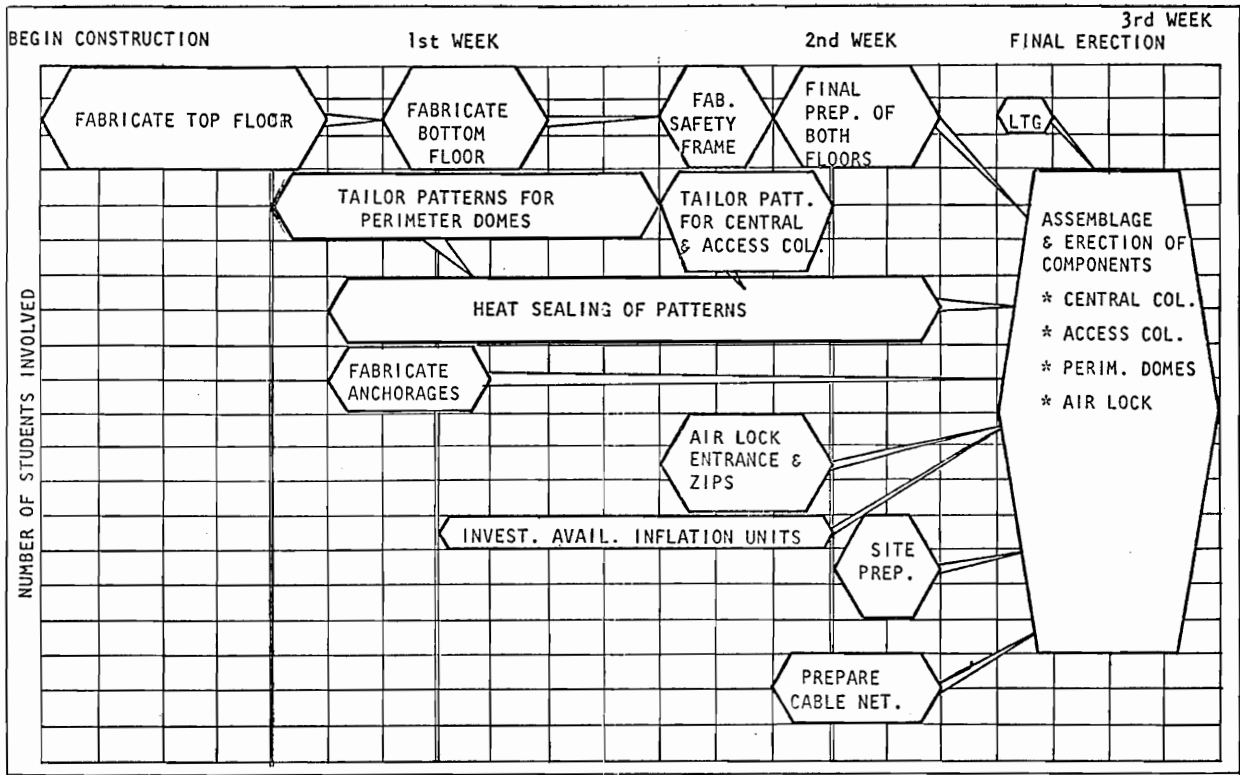 3rd WEEK
BEGIN CONSTRUCTION
1st WEEK
2nd WEEK
FINAL ERECTION
FABRICATE TOP FLOOR
FABRICATE
BOTTOM
FLOOR
FAB.
SAFETY
FRAME
FINAL
PREP. OF
BOTH
FLOORS
LTG
TAILOR PATTERNS FOR
PERIMETER DOMES
TAILOR PATT.
FOR CENTRAL
& ACCESS COL.
ASSEMBLAGE
& ERECTION OF
COMPONENTS
* CENTRAL COL.
* ACCESS COL.
* PERIM. DOMES
* AIR LOCK
HEAT SEALING OF PATTERNS
FABRICATE
ANCHORAGES
AIR LOCK
ENTRANCE &
ZIPS
INVEST. AVAIL. INFLATION UNITS
SITE
PREP.
PREPARE
CABLE NET.
NUMBER OF STUDENTS INVOLVED